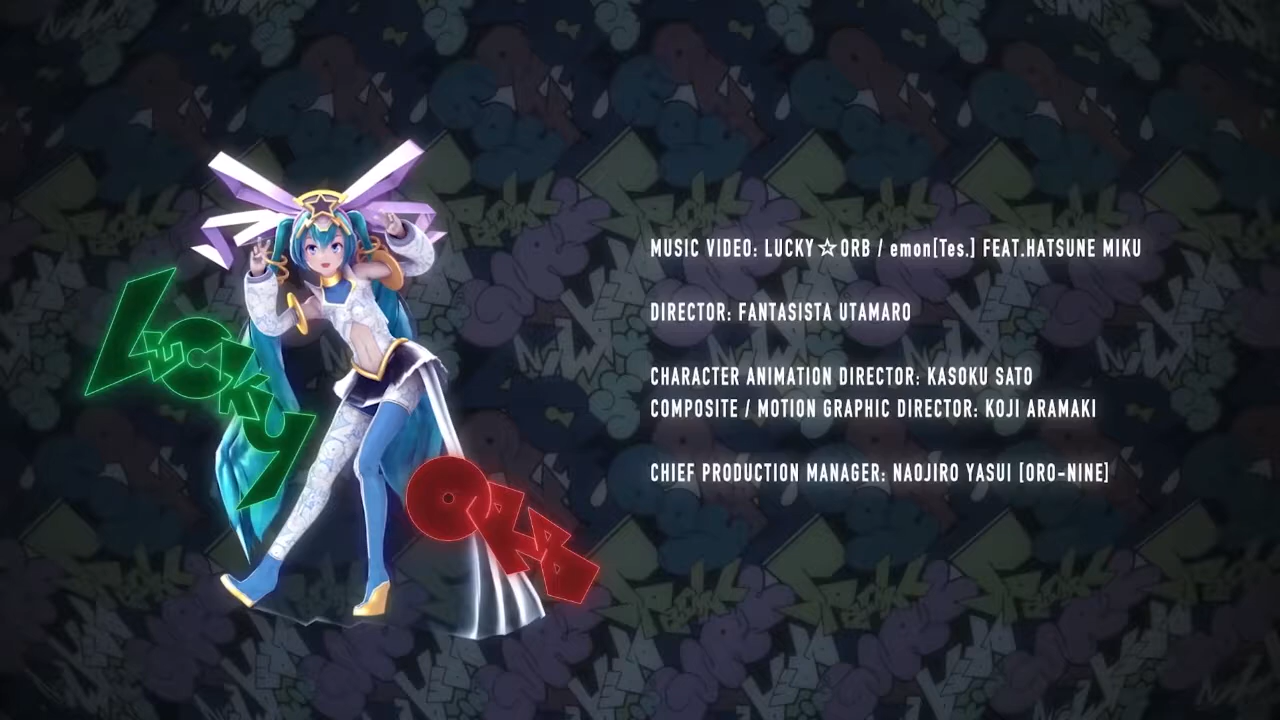 LUCKY
ORB
MUSIC VIDEO: LUCKY☆ORB / emon[Tes.] FEAT.HATSUNE MIKU
DIRECTOR: FANTASISTA UTAMARO
CHARACTER ANIMATION DIRECTOR: KASOKU SATO
COMPOSITE / MOTION GRAPHIC DIRECTOR: KOJI ARAMAKI
CHIEF PRODUCTION MANAGER: NAOJIRO YASUI [ORO-NINE]